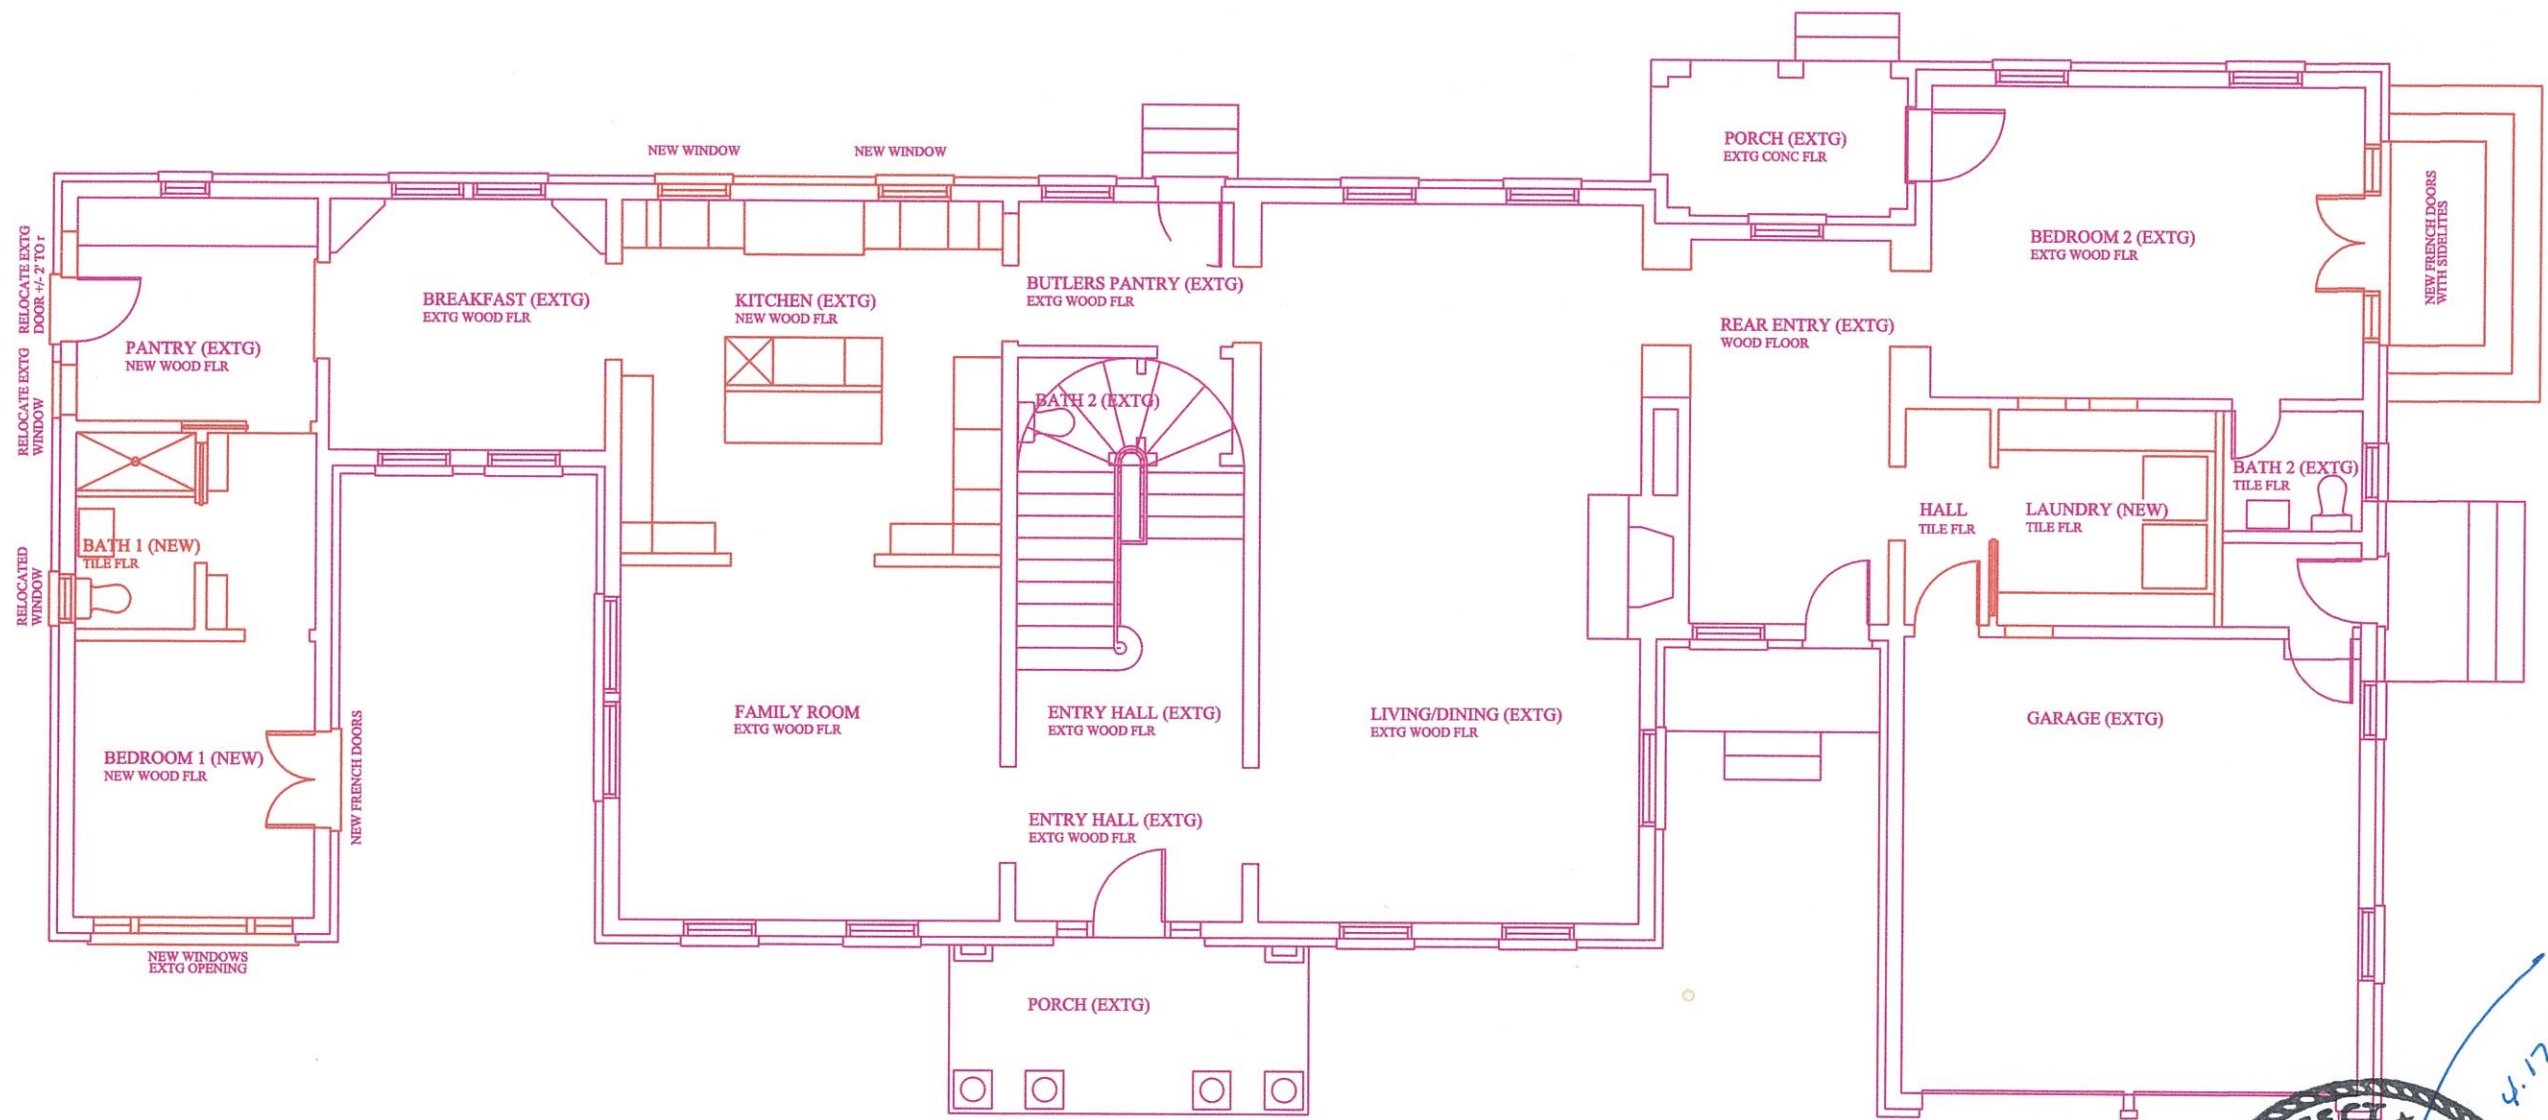 NEW WINDOW
NEW WINDOW
PORCH (EXTG)
EXTG CONC FLR
RELOCATE EXTG
DOOR +/- 2' TO r
BREAKFAST (EXTG)
EXTG WOOD FLR
KITCHEN (EXTG)
NEW WOOD FLR
BUTLERS PANTRY (EXTG)
EXTG WOOD FLR
BEDROOM 2 (EXTG)
EXTG WOOD FLR
NEW FRENCH DOORS
WITH SIDELITES
PANTRY (EXTG)
NEW WOOD FLR
REAR ENTRY (EXTG)
WOOD FLOOR
RELOCATE EXTG
WINDOW
BATH 2 (EXTG)
BATH 2 (EXTG)
TILE FLR
HALL
TILE FLR
LAUNDRY (NEW)
TILE FLR
BATH 1 (NEW)
TILE FLR
RELOCATED
WINDOW
FAMILY ROOM
EXTG WOOD FLR
ENTRY HALL (EXTG)
EXTG WOOD FLR
LIVING/DINING (EXTG)
EXTG WOOD FLR
GARAGE (EXTG)
BEDROOM 1 (NEW)
NEW WOOD FLR
NEW FRENCH DOORS
ENTRY HALL (EXTG)
EXTG WOOD FLR
NEW WINDOWS
EXTG OPENING
PORCH (EXTG)